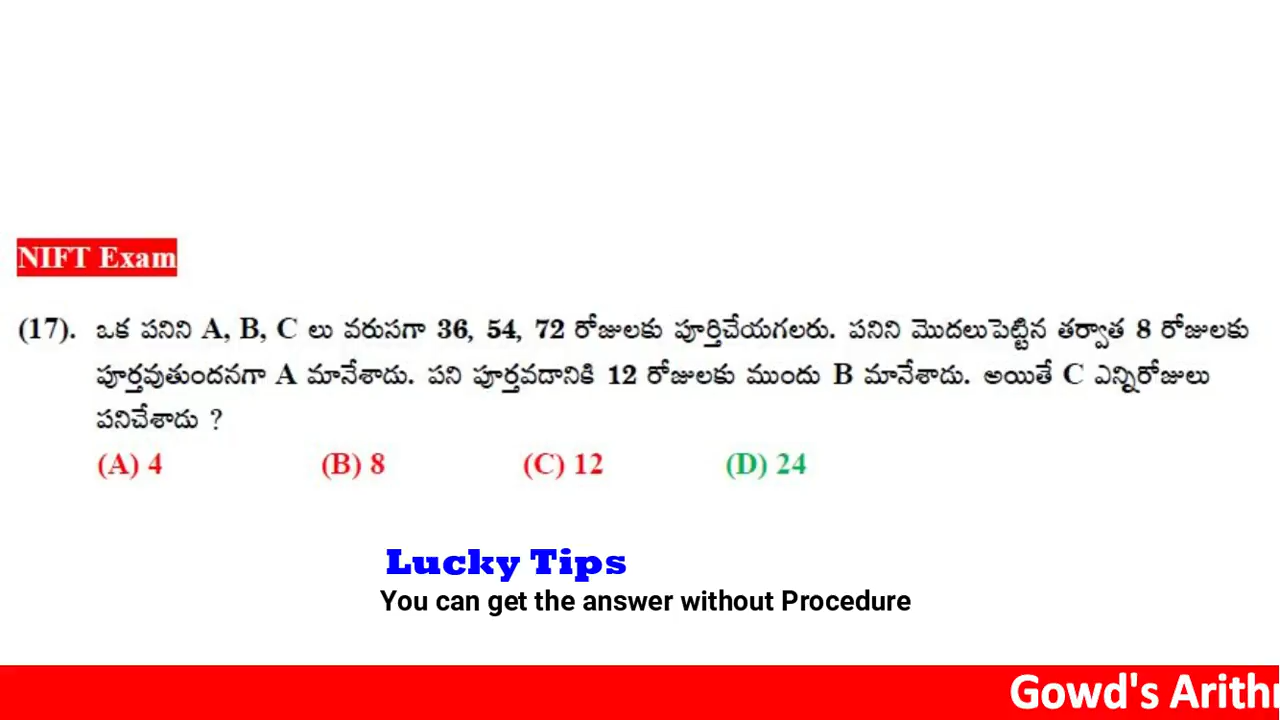 NIFT Exam
(17). ఒక పనిని A, B, C లు వరుసగా 36, 54, 72 రోజులకు పూర్తిచేయగలరు. పనిని మొదలుపెట్టిన తర్వాత 8 రోజులకు
పూర్తవుతుందనగా A మానేశాడు. పని పూర్తవడానికి 12 రోజులకు ముందు B మానేశాడు. అయితే C ఎన్నిరోజులు
పనిచేశాడు ?
(A) 4 (B) 8 (C) 12 (D) 24
Lucky Tips
You can get the answer without Procedure
Gowd's Arith